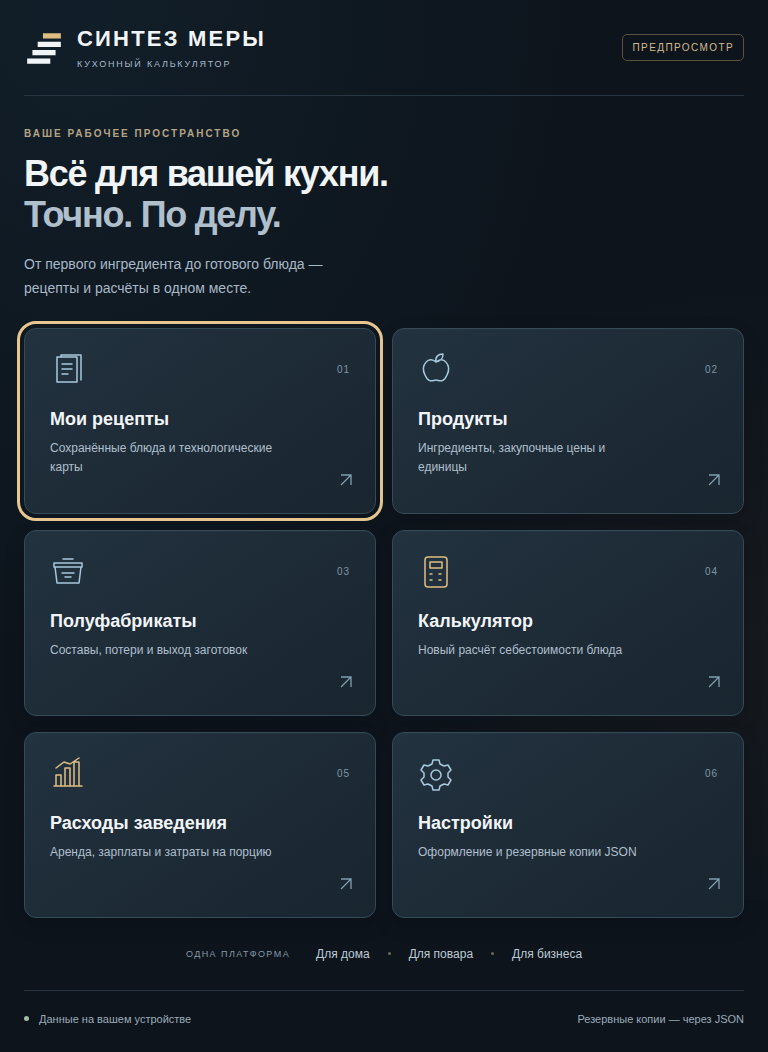 СИНТЕЗ МЕРЫ
КУХОННЫЙ КАЛЬКУЛЯТОР
ПРЕДПРОСМОТР
ВАШЕ РАБОЧЕЕ ПРОСТРАНСТВО
Всё для вашей кухни.
Точно. По делу.
От первого ингредиента до готового блюда —
рецепты и расчёты в одном месте.
01
Мои рецепты
Сохранённые блюда и технологические
карты
02
Продукты
Ингредиенты, закупочные цены и
единицы
03
Полуфабрикаты
Составы, потери и выход заготовок
04
Калькулятор
Новый расчёт себестоимости блюда
05
Расходы заведения
Аренда, зарплаты и затраты на порцию
06
Настройки
Оформление и резервные копии JSON
ОДНА ПЛАТФОРМА Для дома • Для повара • Для бизнеса
Данные на вашем устройстве
Резервные копии — через JSON